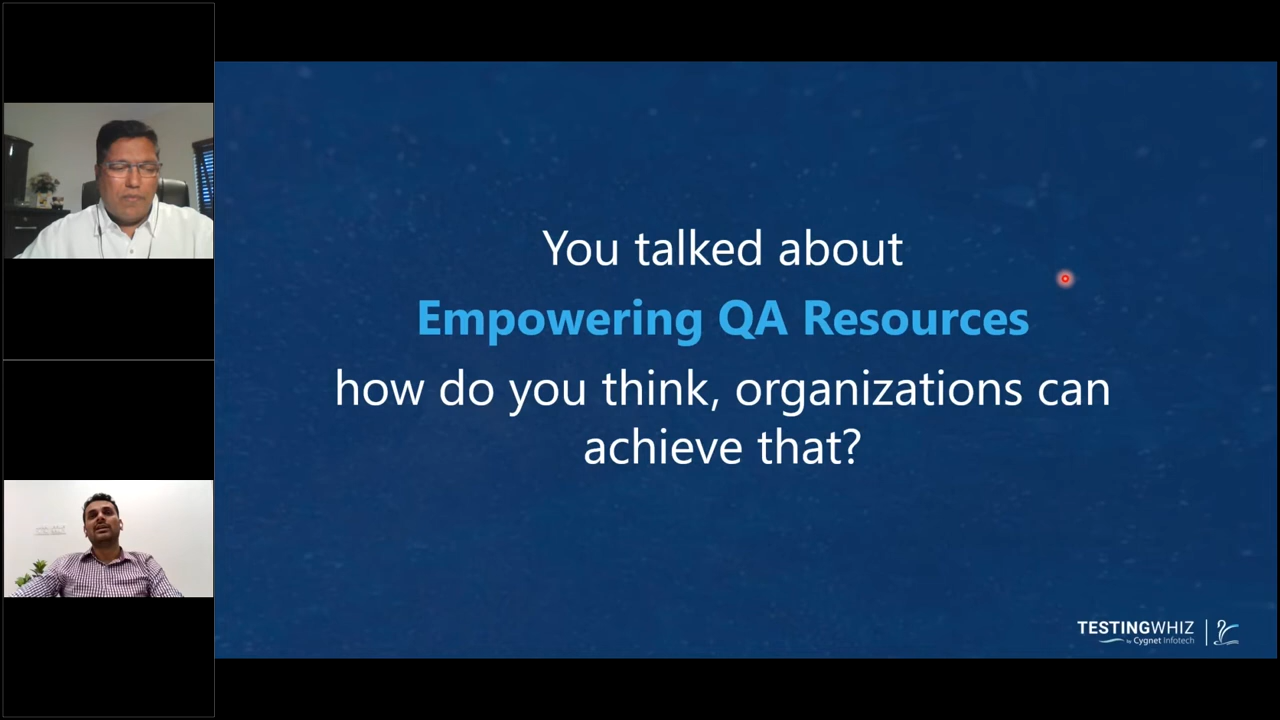 You talked about
Empowering QA Resources
how do you think, organizations can
achieve that?
TESTINGWHIZ
by Cygnet Infotech